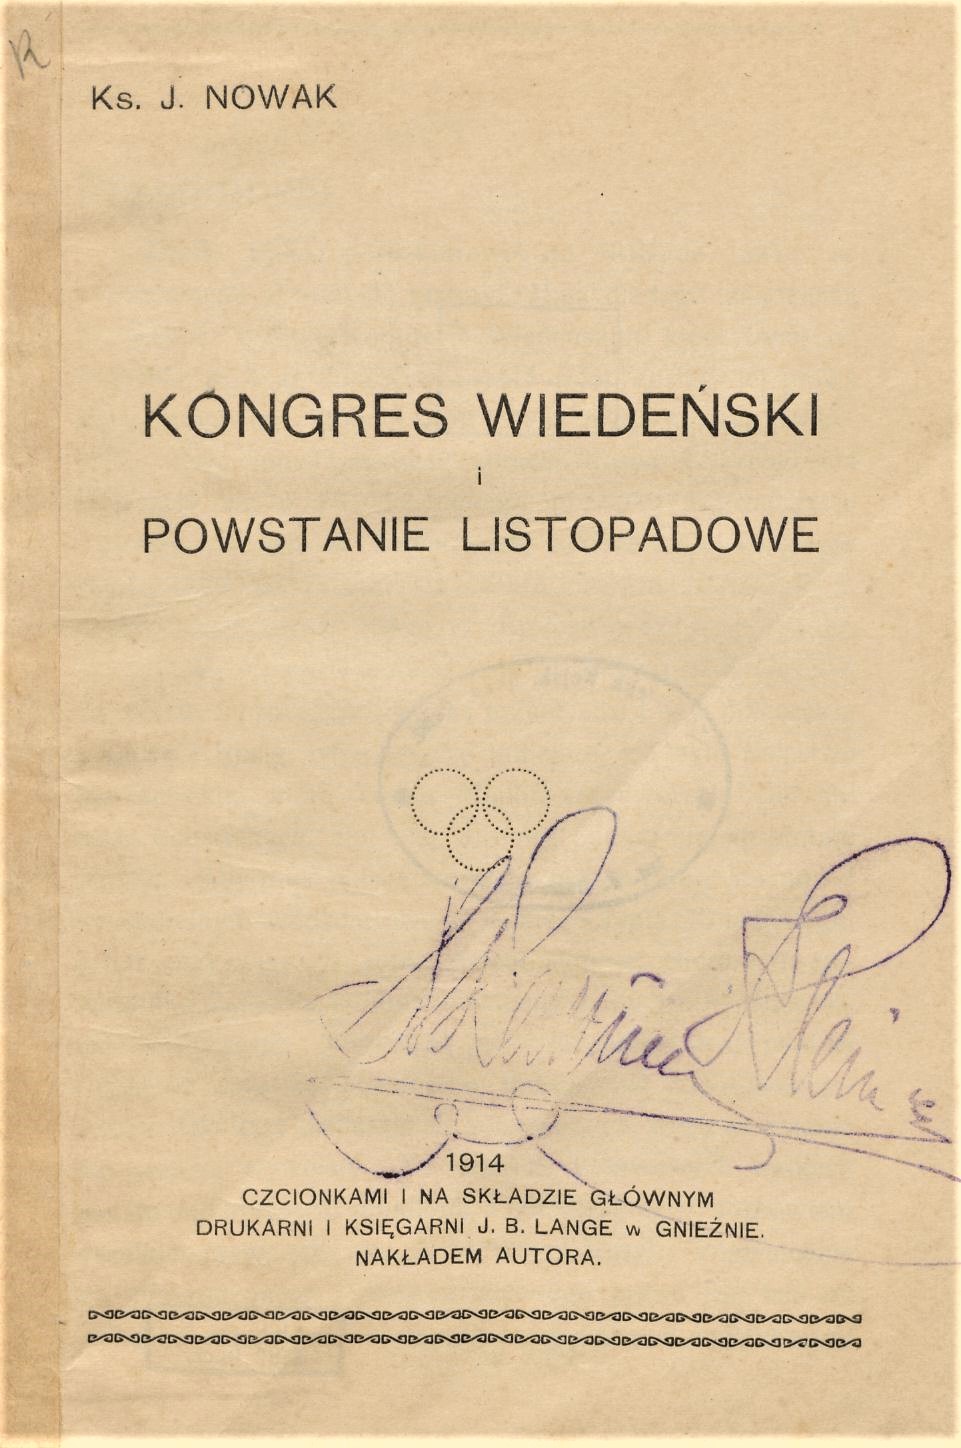 R
Ks. J. NOWAK
KONGRES WIEDEŃSKI
i
POWSTANIE LISTOPADOWE
1914
CZCIONKAMI I NA SKŁADZIE GŁÓWNYM
DRUKARNI I KSIĘGARNI J. B. LANGE w GNIEŹNIE.
NAKŁADEM AUTORA.